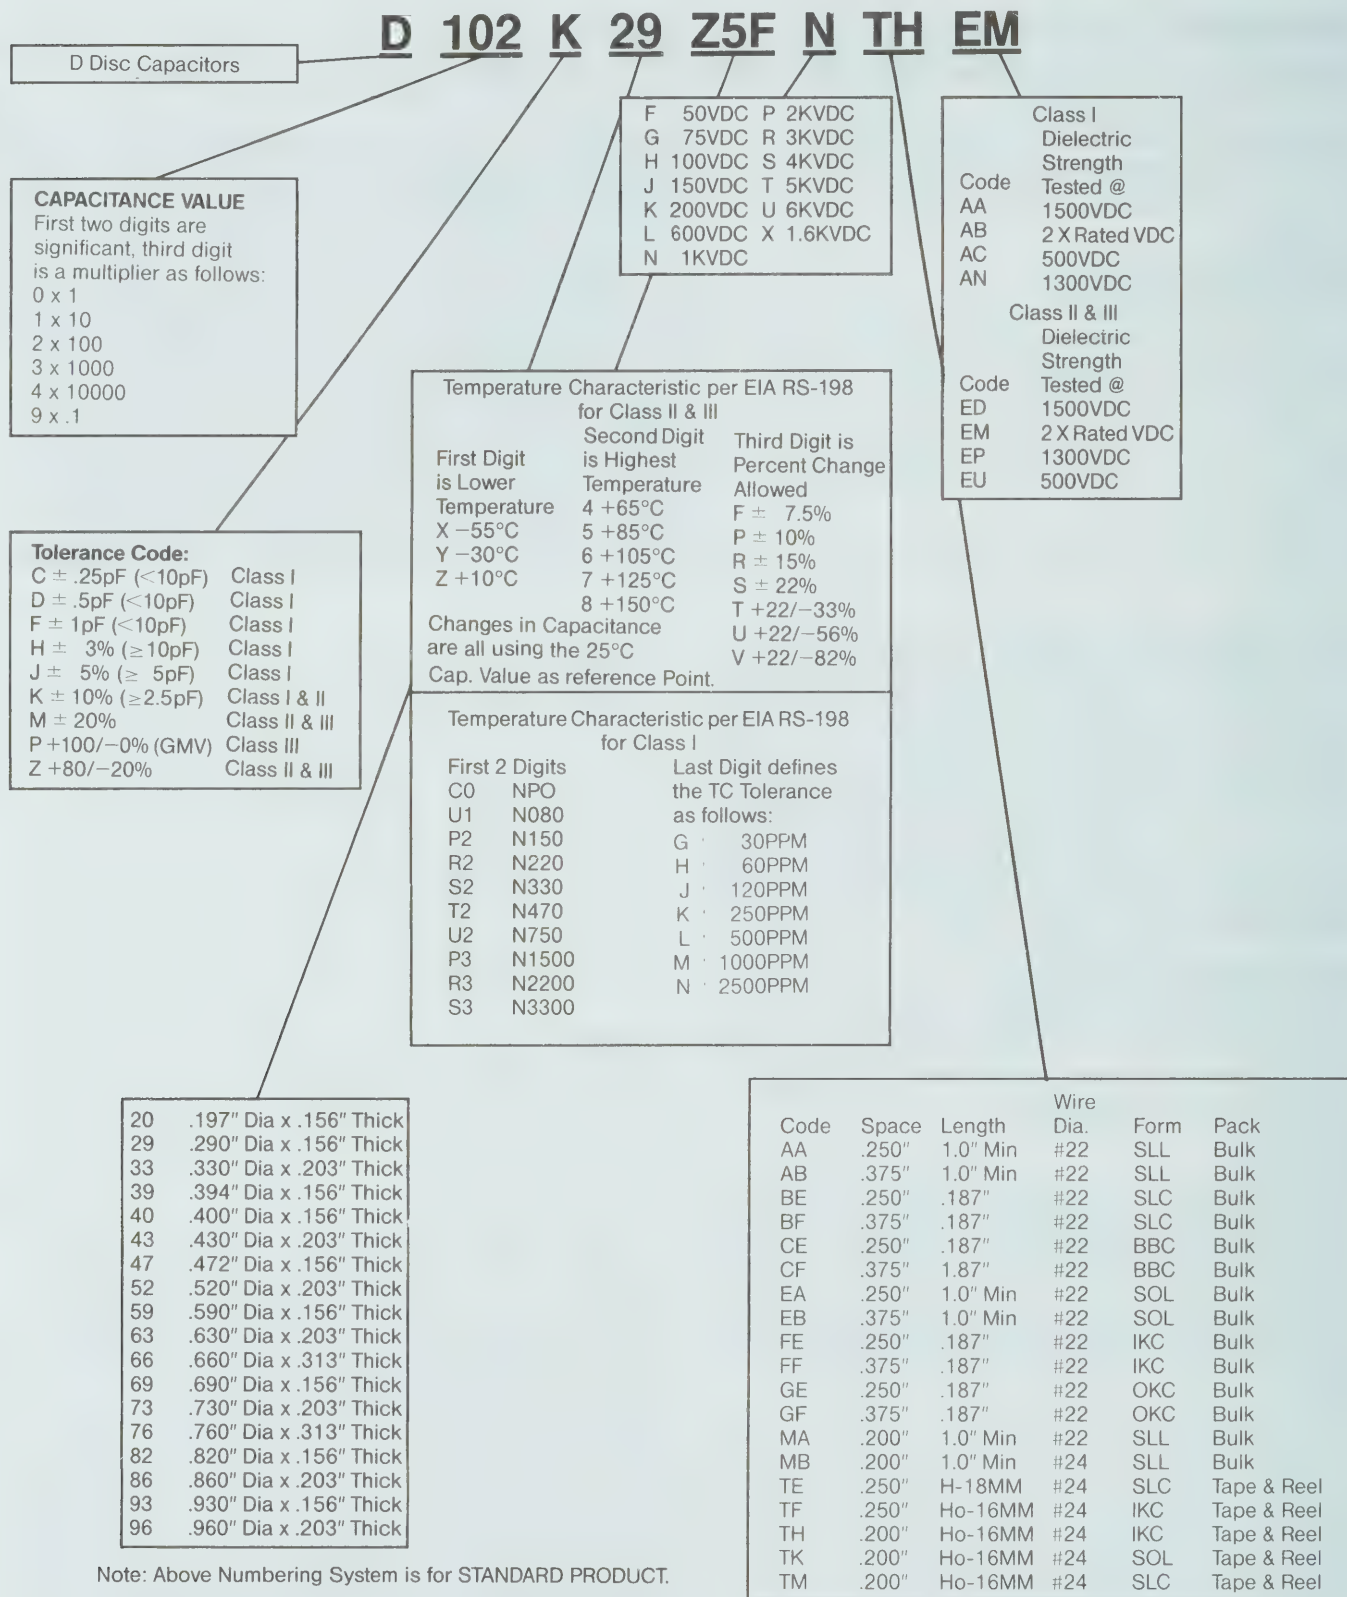 D 102 K 29 Z5F N TH EM
D Disc Capacitors
F 50VDC P 2KVDC
G 75VDC R 3KVDC
H 100VDC S 4KVDC
J 150VDC T 5KVDC
K 200VDC U 6KVDC
L 600VDC X 1.6KVDC
N 1KVDC
Class I
Dielectric
Strength
Code Tested @
AA 1500VDC
AB 2 X Rated VDC
AC 500VDC
AN 1300VDC
Class II & III
Dielectric
Strength
Code Tested @
ED 1500VDC
EM 2 X Rated VDC
EP 1300VDC
EU 500VDC
CAPACITANCE VALUE
First two digits are
significant, third digit
is a multiplier as follows:
0 x 1
1 x 10
2 x 100
3 x 1000
4 x 10000
9 x .1
Tolerance Code:
C ± .25pF (<10pF) Class I
D ± .5pF (<10pF) Class I
F ± 1pF (<10pF) Class I
H ± 3% (≥10pF) Class I
J ± 5% (≥ 5pF) Class I
K ± 10% (≥2.5pF) Class I & II
M ± 20% Class II & III
P +100/−0% (GMV) Class III
Z +80/−20% Class II & III
Temperature Characteristic per EIA RS-198
for Class II & III
First Digit
is Lower
Temperature
X −55°C
Y −30°C
Z +10°C
Second Digit
is Highest
Temperature
4 +65°C
5 +85°C
6 +105°C
7 +125°C
8 +150°C
Third Digit is
Percent Change
Allowed
F ± 7.5%
P ± 10%
R ± 15%
S ± 22%
T +22/−33%
U +22/−56%
V +22/−82%
Changes in Capacitance
are all using the 25°C
Cap. Value as reference Point.
Temperature Characteristic per EIA RS-198
for Class I
First 2 Digits
C0 NPO
U1 N080
P2 N150
R2 N220
S2 N330
T2 N470
U2 N750
P3 N1500
R3 N2200
S3 N3300
Last Digit defines
the TC Tolerance
as follows:
G 30PPM
H 60PPM
J 120PPM
K 250PPM
L 500PPM
M 1000PPM
N 2500PPM
20 .197" Dia x .156" Thick
29 .290" Dia x .156" Thick
33 .330" Dia x .203" Thick
39 .394" Dia x .156" Thick
40 .400" Dia x .156" Thick
43 .430" Dia x .203" Thick
47 .472" Dia x .156" Thick
52 .520" Dia x .203" Thick
59 .590" Dia x .156" Thick
63 .630" Dia x .203" Thick
66 .660" Dia x .313" Thick
69 .690" Dia x .156" Thick
73 .730" Dia x .203" Thick
76 .760" Dia x .313" Thick
82 .820" Dia x .156" Thick
86 .860" Dia x .203" Thick
93 .930" Dia x .156" Thick
96 .960" Dia x .203" Thick
Note: Above Numbering System is for STANDARD PRODUCT.
Wire
Code Space Length Dia. Form Pack
AA .250" 1.0" Min #22 SLL Bulk
AB .375" 1.0" Min #22 SLL Bulk
BE .250" .187" #22 SLC Bulk
BF .375" .187" #22 SLC Bulk
CE .250" .187" #22 BBC Bulk
CF .375" 1.87" #22 BBC Bulk
EA .250" 1.0" Min #22 SOL Bulk
EB .375" 1.0" Min #22 SOL Bulk
FE .250" .187" #22 IKC Bulk
FF .375" .187" #22 IKC Bulk
GE .250" .187" #22 OKC Bulk
GF .375" .187" #22 OKC Bulk
MA .200" 1.0" Min #22 SLL Bulk
MB .200" 1.0" Min #24 SLL Bulk
TE .250" H-18MM #24 SLC Tape & Reel
TF .250" Ho-16MM #24 IKC Tape & Reel
TH .200" Ho-16MM #24 IKC Tape & Reel
TK .200" Ho-16MM #24 SOL Tape & Reel
TM .200" Ho-16MM #24 SLC Tape & Reel